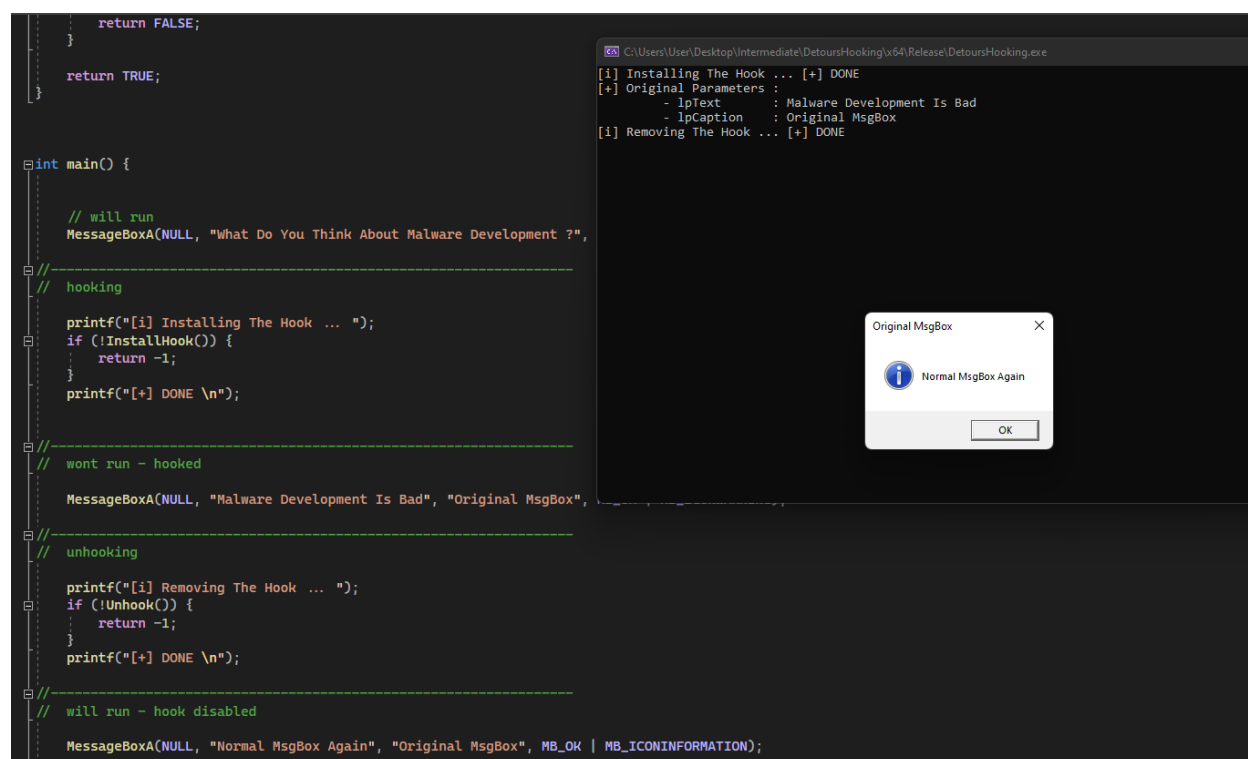 return FALSE;
}
return TRUE;
}
int main() {
// will run
MessageBoxA(NULL, "What Do You Think About Malware Development ?",
//-----------------------------------------------------------------
// hooking
printf("[i] Installing The Hook ... ");
if (!InstallHook()) {
return -1;
}
printf("[+] DONE \n");
//-----------------------------------------------------------------
// wont run - hooked
MessageBoxA(NULL, "Malware Development Is Bad", "Original MsgBox",
//-----------------------------------------------------------------
// unhooking
printf("[i] Removing The Hook ... ");
if (!Unhook()) {
return -1;
}
printf("[+] DONE \n");
//-----------------------------------------------------------------
// will run - hook disabled
MessageBoxA(NULL, "Normal MsgBox Again", "Original MsgBox", MB_OK | MB_ICONINFORMATION);
C:\Users\User\Desktop\Intermediate\DetoursHooking\x64\Release\DetoursHooking.exe
[i] Installing The Hook ... [+] DONE
[+] Original Parameters :
- lpText : Malware Development Is Bad
- lpCaption : Original MsgBox
[i] Removing The Hook ... [+] DONE
Original MsgBox
Normal MsgBox Again
OK